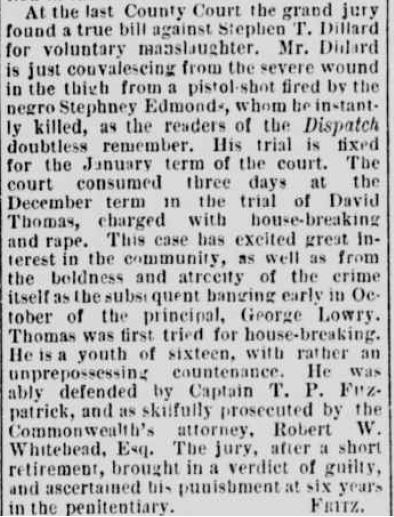 At the last County Court the grand jury
found a true bill against Stephen T. Dillard
for voluntary manslaughter. Mr. Dillard
is just convalescing from the severe wound
in the thigh from a pistol-shot fired by the
negro Stephney Edmonds, whom he instant-
ly killed, as the readers of the Dispatch
doubtless remember. His trial is fixed
for the January term of the court. The
court consumed three days at the
December term in the trial of David
Thomas, charged with house-breaking
and rape. This case has excited great in-
terest in the community, as well as from
the boldness and atrocity of the crime
itself as the subsequent hanging early in Oc-
tober of the principal, George Lowry.
Thomas was first tried for house-breaking.
He is a youth of sixteen, with rather an
unprepossessing countenance. He was
ably defended by Captain T. P. Fitz-
patrick, and as skilfully prosecuted by the
Commonwealth's attorney, Robert W.
Whitehead, Esq. The jury, after a short
retirement, brought in a verdict of guilty,
and ascertained his punishment at six years
in the penitentiary. FRITZ.